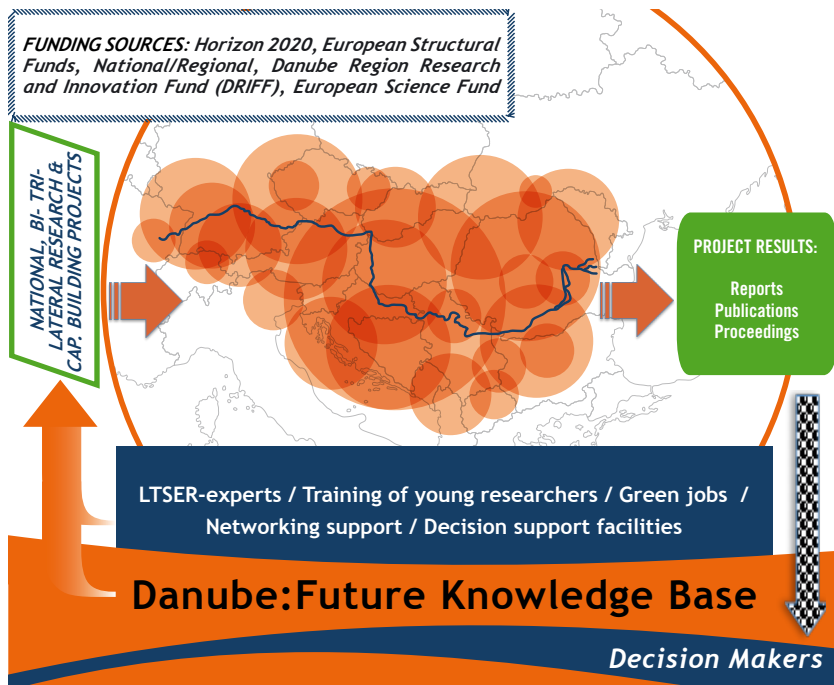 FUNDING SOURCES: Horizon 2020, European Structural
Funds, National/Regional, Danube Region Research
and Innovation Fund (DRIFF), European Science Fund
NATIONAL, BI- TRI-
LATERAL RESEARCH &
CAP. BUILDING PROJECTS
PROJECT RESULTS:
Reports
Publications
Proceedings
LTSER-experts / Training of young researchers / Green jobs /
Networking support / Decision support facilities
Danube:Future Knowledge Base
Decision Makers